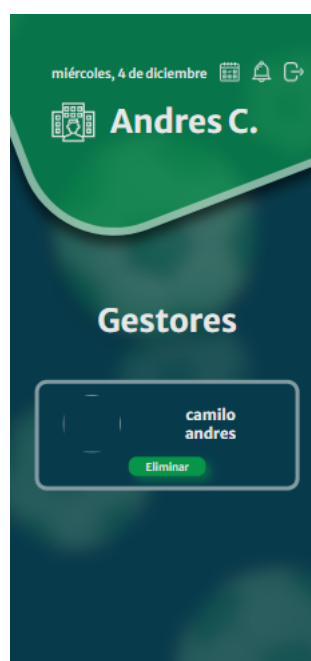 miércoles, 4 de diciembre
Andres C.
Gestores
camilo
andres
Eliminar